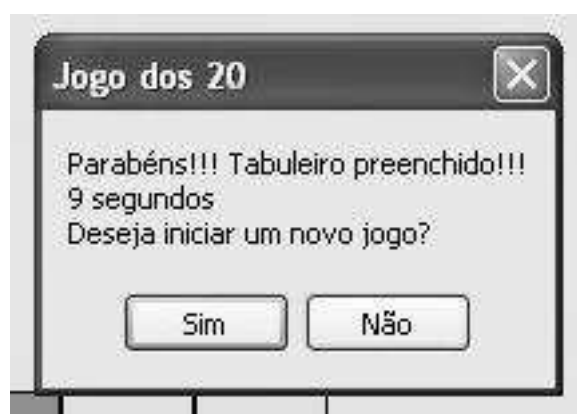 Jogo dos 20
Parabéns!!! Tabuleiro preenchido!!!
9 segundos
Deseja iniciar um novo jogo?
Sim
Não